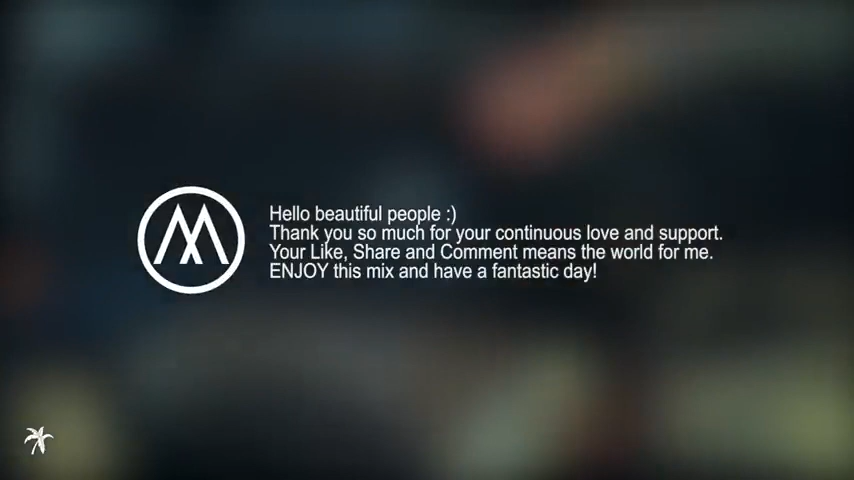 Hello beautiful people :)
Thank you so much for your continuous love and support.
Your Like, Share and Comment means the world for me.
ENJOY this mix and have a fantastic day!